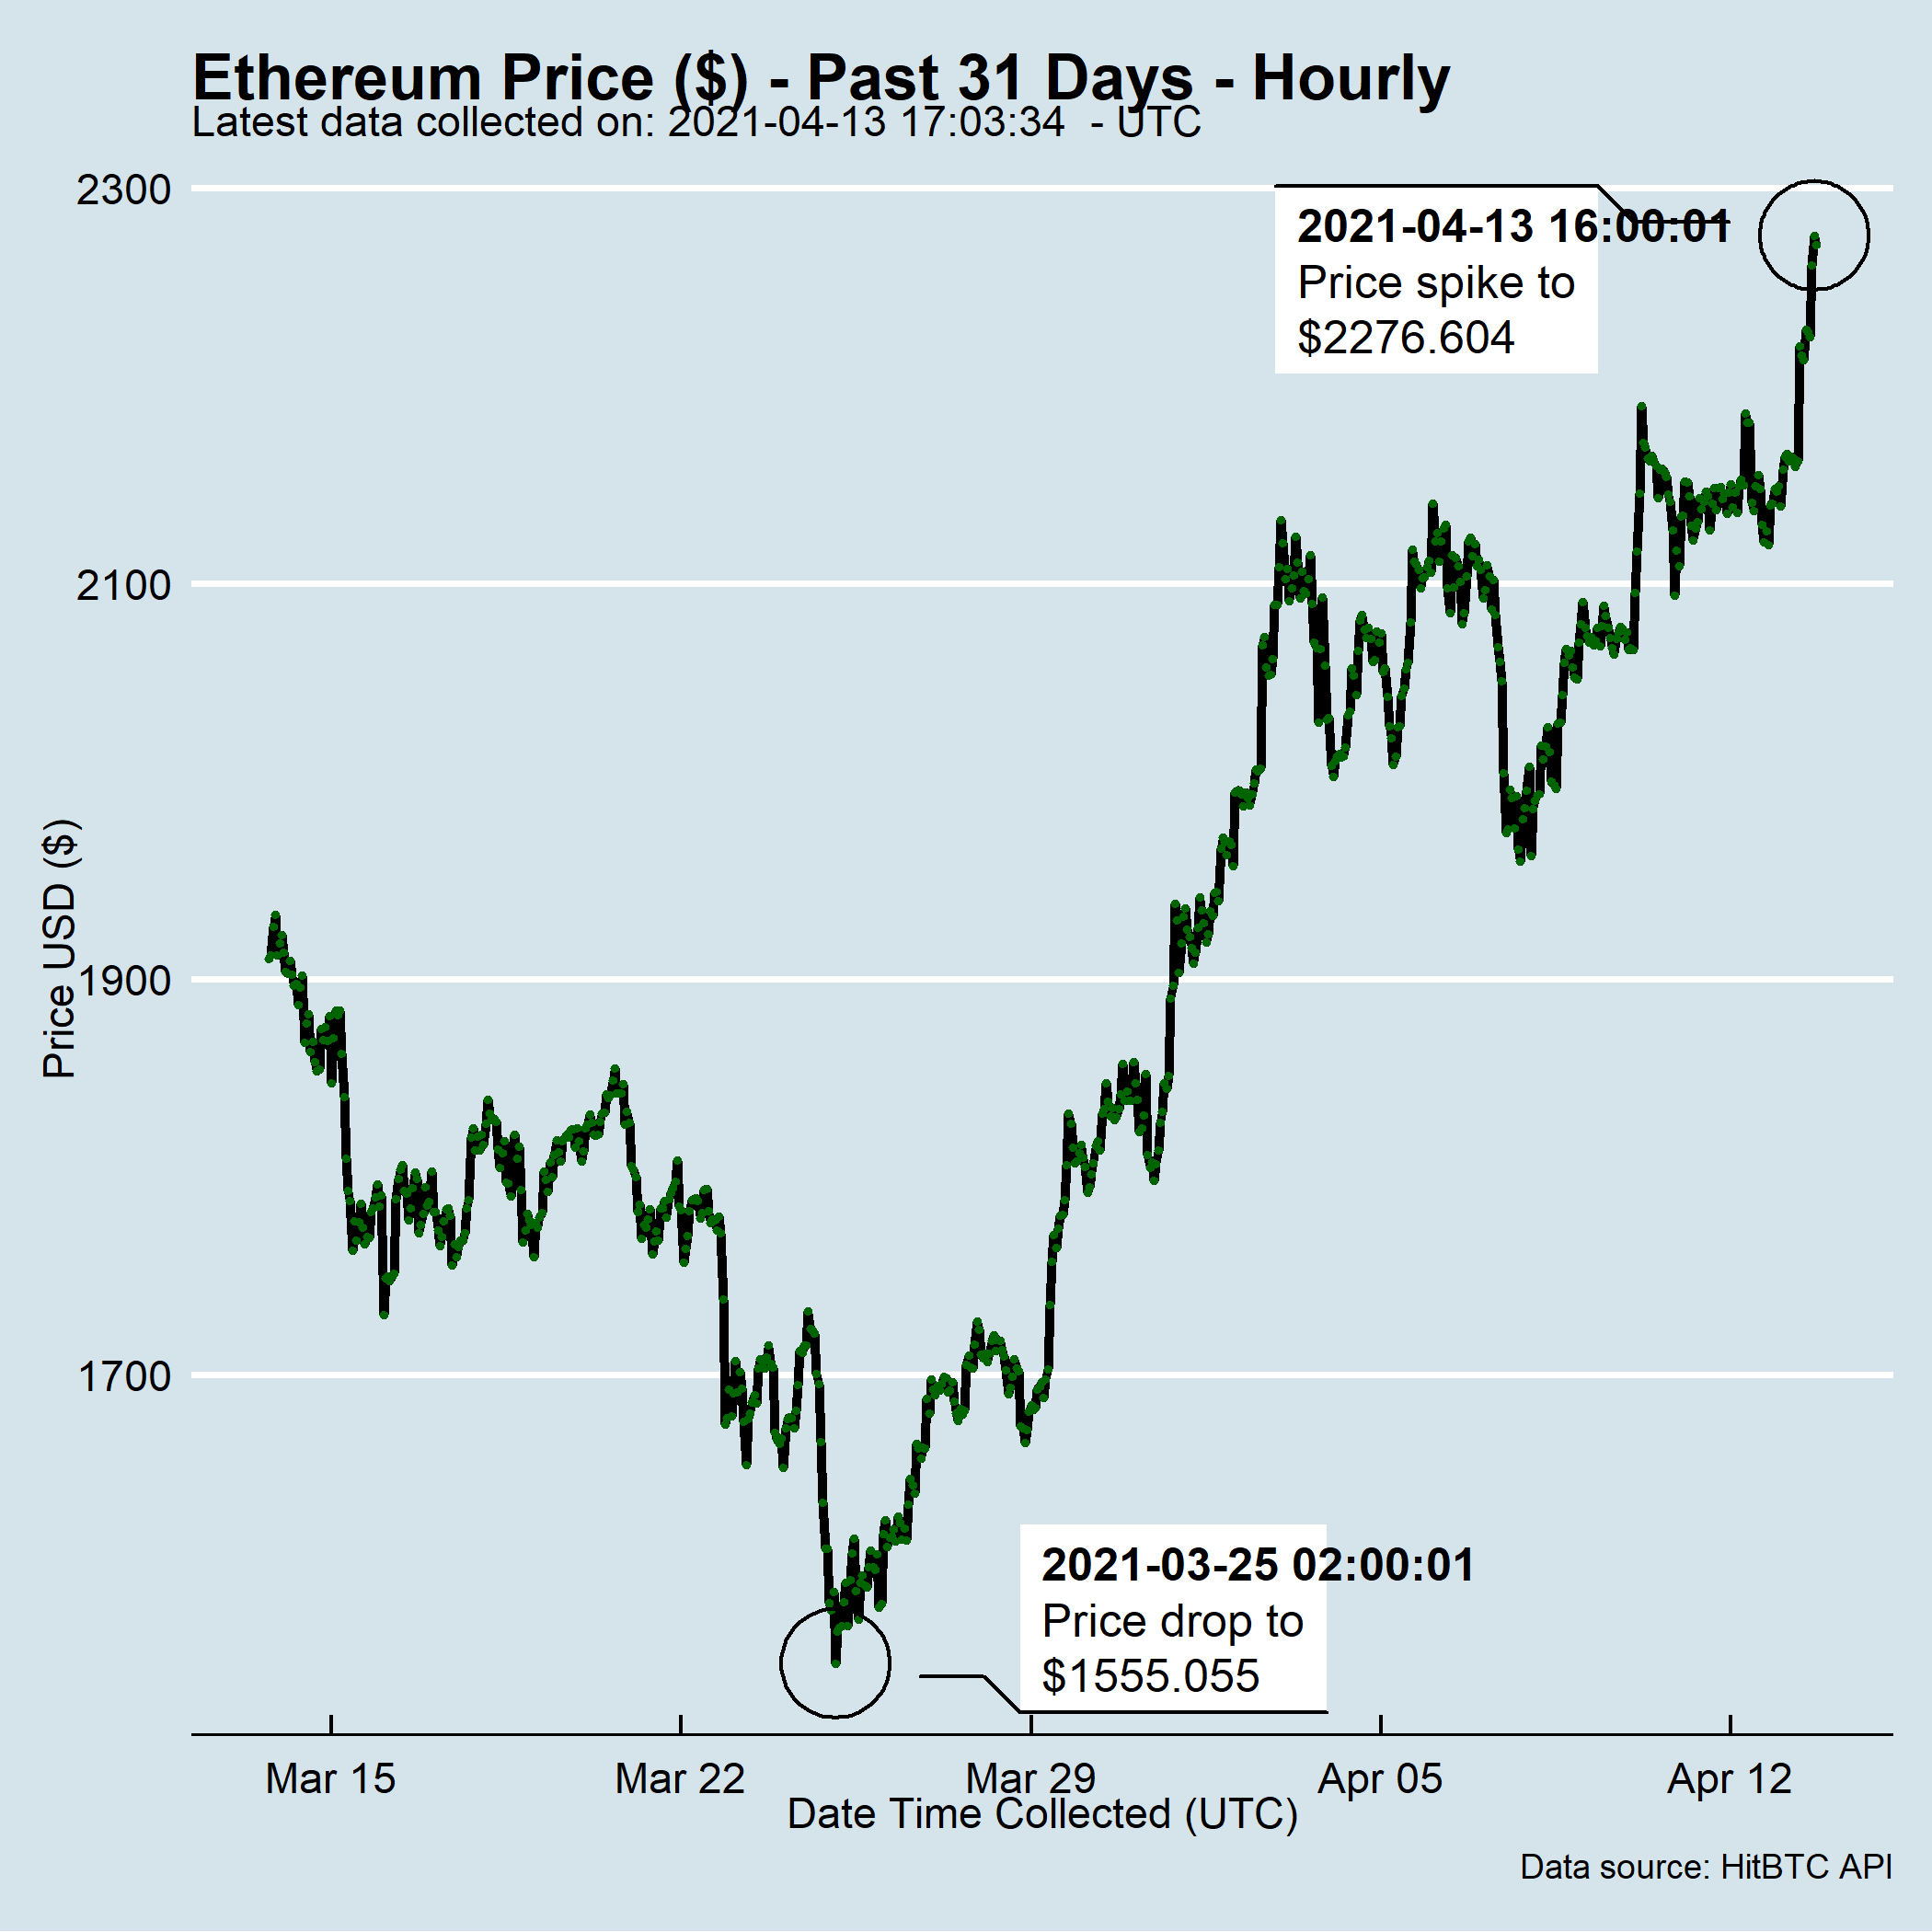 Ethereum Price ($) - Past 31 Days - Hourly
Latest data collected on: 2021-04-13 17:03:34  - UTC
2300
2021-04-13 16:00:01
Price spike to
$2276.604
2100
Price USD ($)
1900
1700
2021-03-25 02:00:01
Price drop to
$1555.055
Mar 15
Mar 22
Mar 29
Apr 05
Apr 12
Date Time Collected (UTC)
Data source: HitBTC API